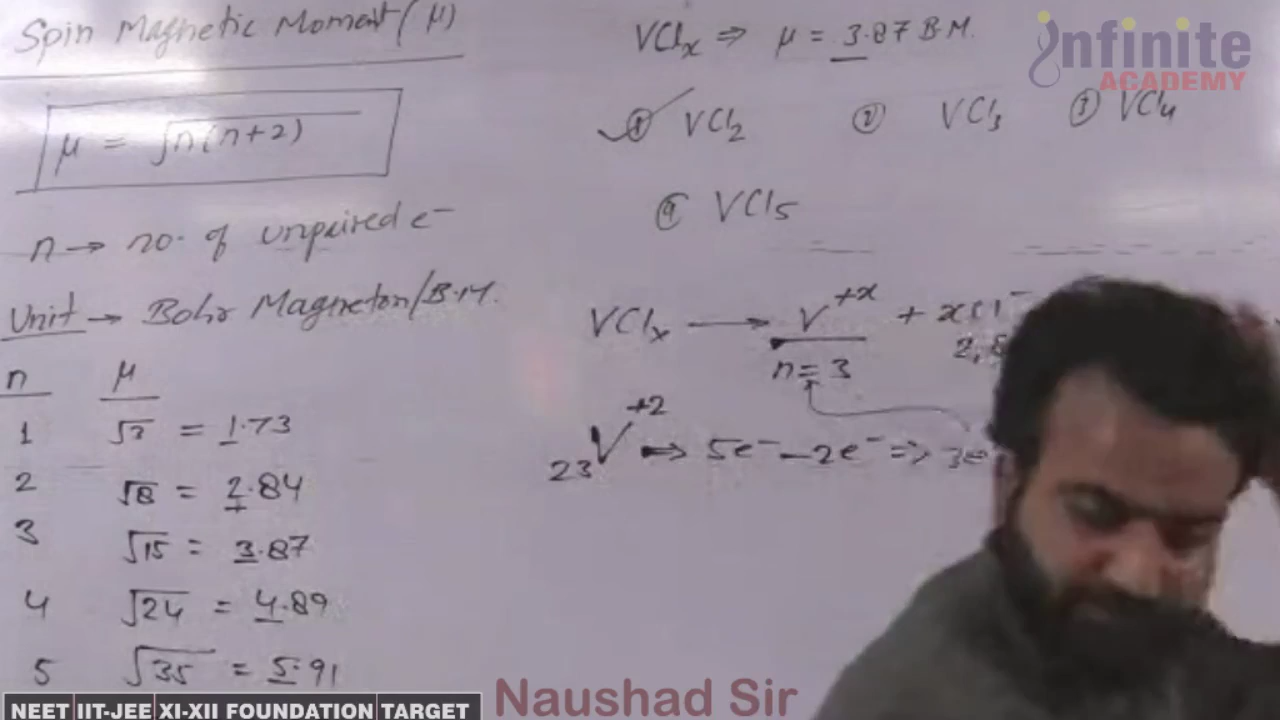 Spin Magnetic Moment (μ)
μ = √n(n+2)
n → no. of unpaired e⁻
Unit → Bohr Magneton/B.M.
n μ
1 √3 = 1.73
2 √8 = 2.84
3 √15 = 3.87
4 √24 = 4.89
5 √35 = 5.91
VClₓ ⇒ μ = 3.87 B.M.
① VCl₂ ② VCl₃ ③ VCl₄
④ VCl₅
VClₓ → V⁺ˣ + xCl⁻
n = 3 2,8
₂₃V⁺² → 5e⁻ – 2e⁻ ⇒ 3e
infinite
ACADEMY
NEET IIT-JEE XI-XII FOUNDATION TARGET
Naushad Sir